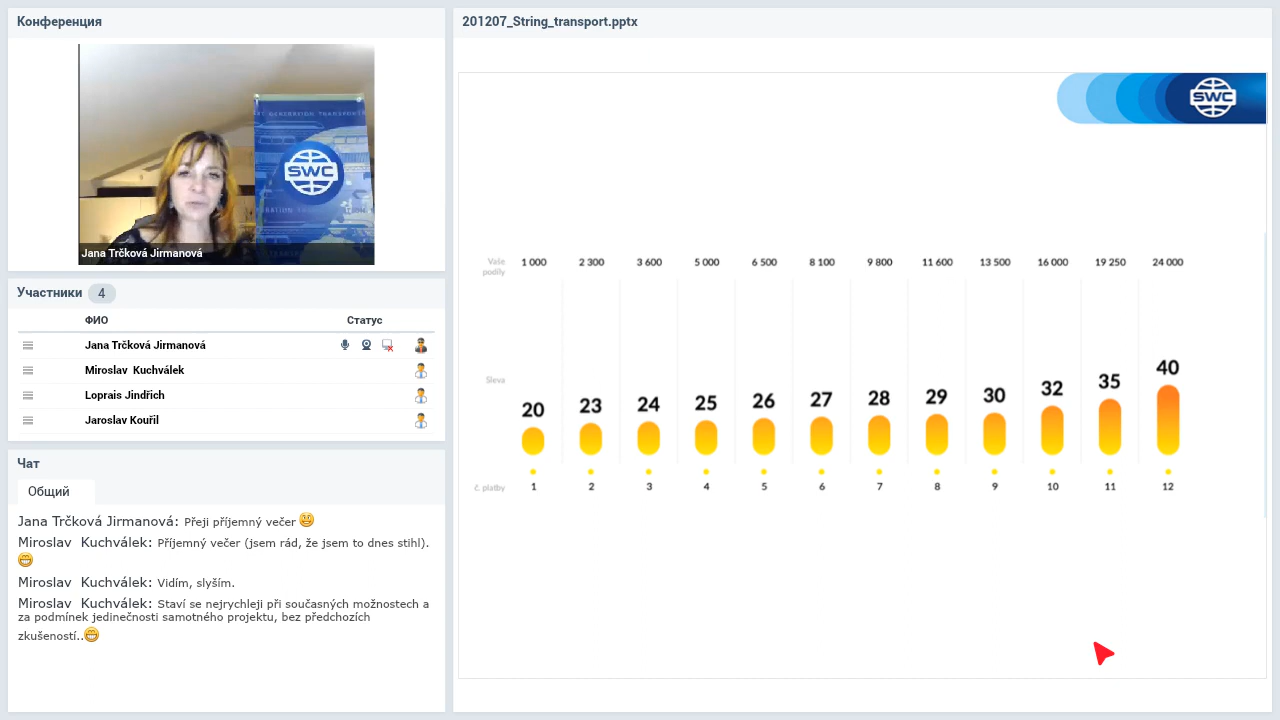 Конференция
SWC
Jana Trčková Jirmanová
Участники 4
ФИО Статус
Jana Trčková Jirmanová
Miroslav Kuchválek
Loprais Jindřich
Jaroslav Kouřil
Чат
Общий
Jana Trčková Jirmanová: Přeji příjemný večer
Miroslav Kuchválek: Příjemný večer (jsem rád, že jsem to dnes stihl).
Miroslav Kuchválek: Vidím, slyším.
Miroslav Kuchválek: Staví se nejrychleji při současných možnostech a
za podmínek jedinečnosti samotného projektu, bez předchozích
zkušeností..
201207_String_transport.pptx
SWC
Vaše
podíly
1 000 2 300 3 600 5 000 6 500 8 100 9 800 11 600 13 500 16 000 19 250 24 000
Sleva
20 23 24 25 26 27 28 29 30 32 35 40
č. platby
1 2 3 4 5 6 7 8 9 10 11 12